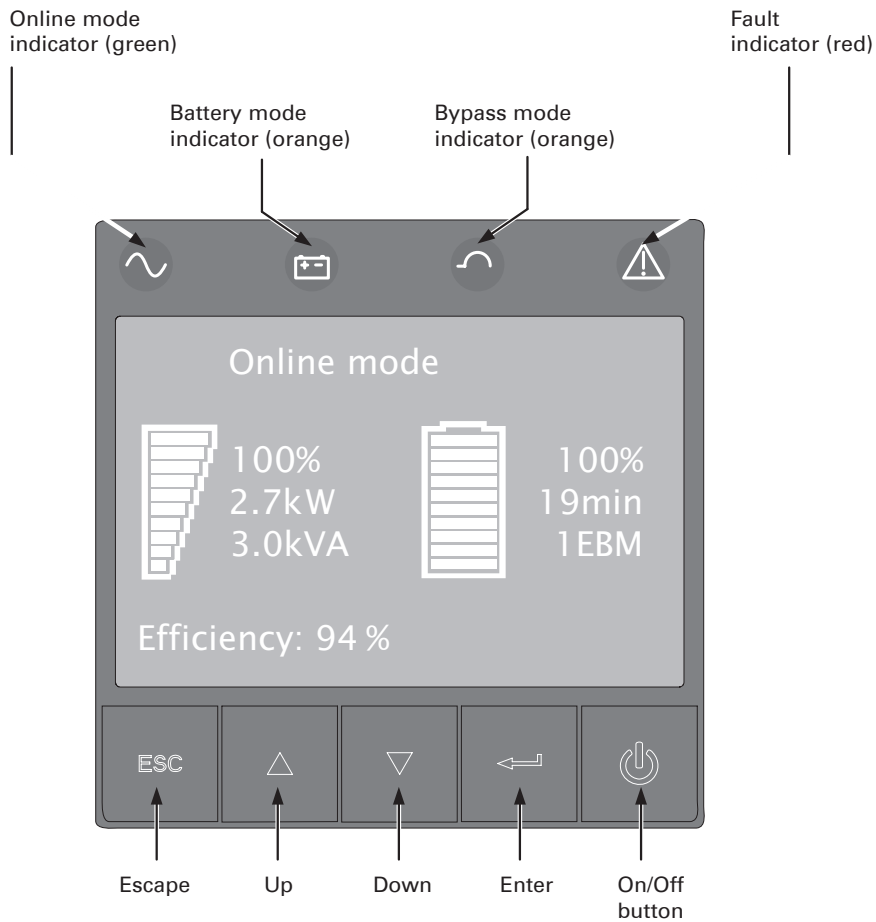 Online mode
indicator (green)
Fault
indicator (red)
Battery mode
indicator (orange)
Bypass mode
indicator (orange)
Online mode
100%
2.7kW
3.0kVA
100%
19min
1EBM
Efficiency: 94 %
ESC
Escape
Up
Down
Enter
On/Off
button